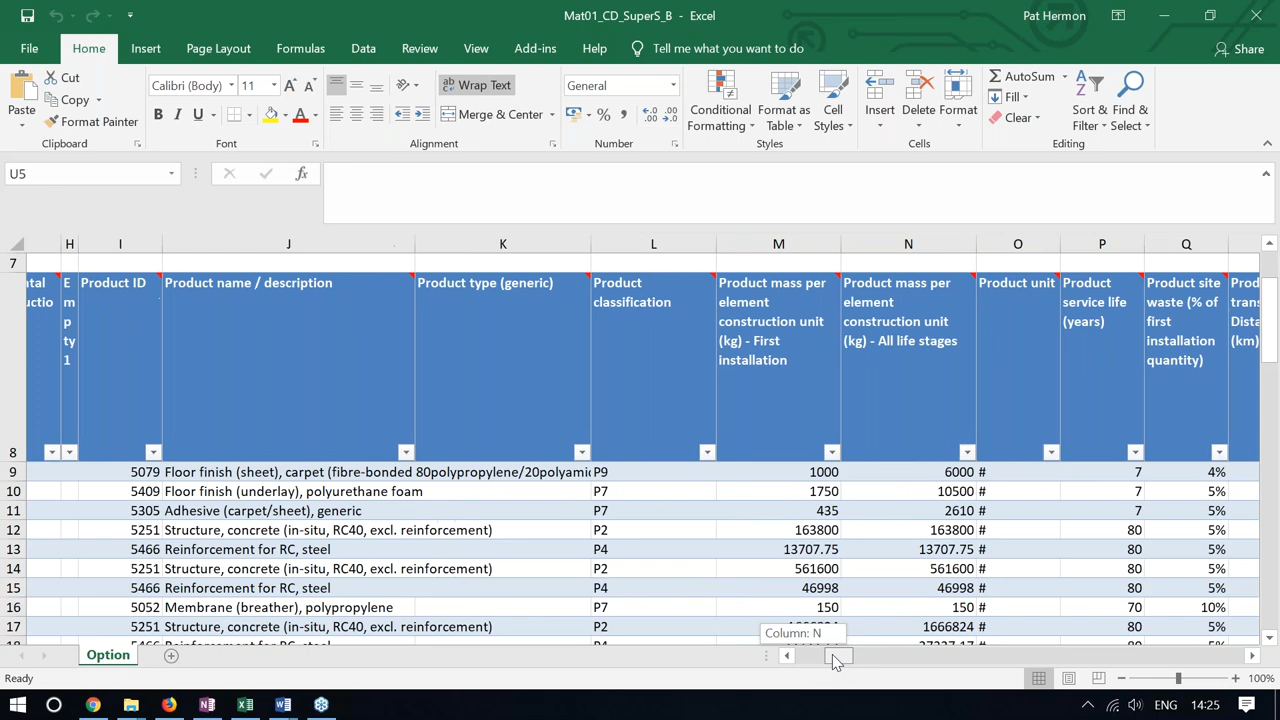 Mat01_CD_SuperS_B - Excel
Pat Hermon
File Home Insert Page Layout Formulas Data Review View Add-ins Help Tell me what you want to do Share
Paste
Cut
Copy
Format Painter
Clipboard
Calibri (Body) 11
B I U
Font
Wrap Text
Merge & Center
Alignment
General
Number
Conditional Formatting
Format as Table
Cell Styles
Styles
Insert
Delete
Format
Cells
AutoSum
Fill
Clear
Sort & Filter
Find & Select
Editing
U5
fx
H I J K L M N O P Q
7
8
tal
uctio
Empty1
Product ID
Product name / description
Product type (generic)
Product classification
Product mass per element construction unit (kg) - First installation
Product mass per element construction unit (kg) - All life stages
Product unit
Product service life (years)
Product site waste (% of first installation quantity)
Prod
trans
Dista
(km)
9 5079 Floor finish (sheet), carpet (fibre-bonded 80polypropylene/20polyamid P9 1000 6000 # 7 4%
10 5409 Floor finish (underlay), polyurethane foam P7 1750 10500 # 7 5%
11 5305 Adhesive (carpet/sheet), generic P7 435 2610 # 7 5%
12 5251 Structure, concrete (in-situ, RC40, excl. reinforcement) P2 163800 163800 # 80 5%
13 5466 Reinforcement for RC, steel P4 13707.75 13707.75 # 80 5%
14 5251 Structure, concrete (in-situ, RC40, excl. reinforcement) P2 561600 561600 # 80 5%
15 5466 Reinforcement for RC, steel P4 46998 46998 # 80 5%
16 5052 Membrane (breather), polypropylene P7 150 150 # 70 10%
17 5251 Structure, concrete (in-situ, RC40, excl. reinforcement) P2 1666824 # 80 5%
Column: N
Option
Ready
100%
ENG 14:25